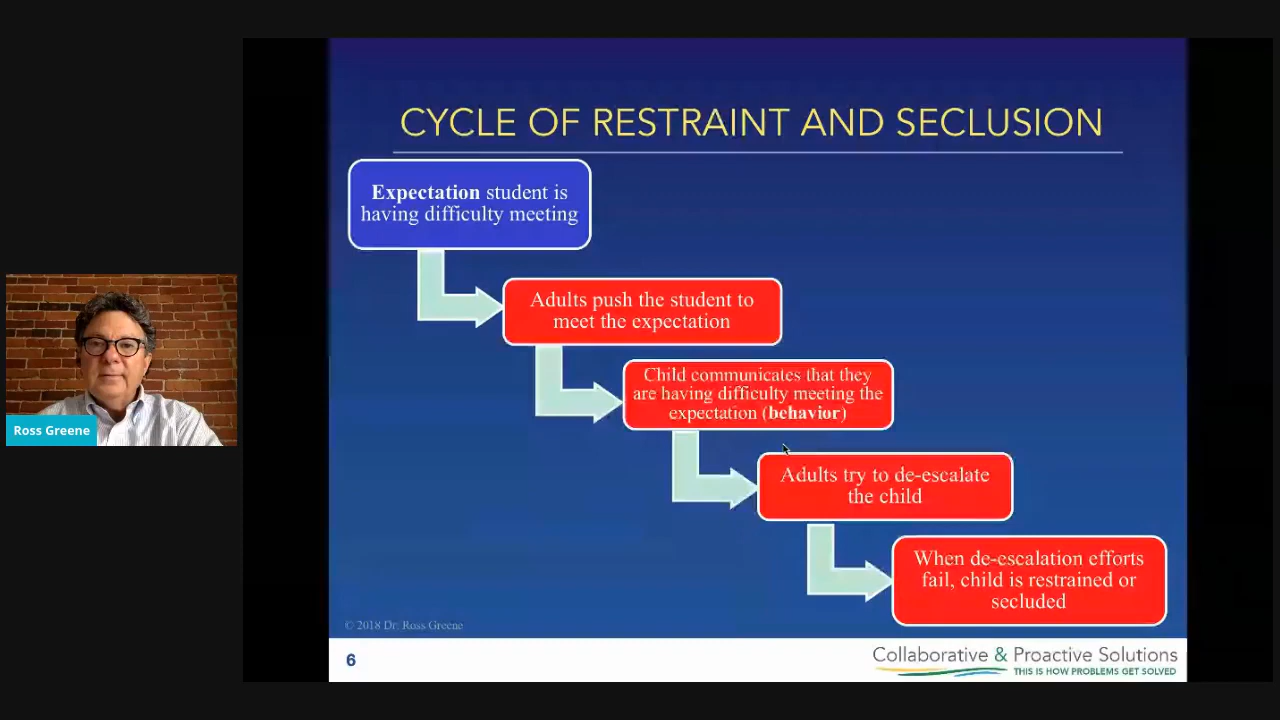 CYCLE OF RESTRAINT AND SECLUSION
Expectation student is
having difficulty meeting
Adults push the student to
meet the expectation
Child communicates that they
are having difficulty meeting the
expectation (behavior)
Adults try to de-escalate
the child
When de-escalation efforts
fail, child is restrained or
secluded
Ross Greene
© 2018 Dr. Ross Greene
6
Collaborative & Proactive Solutions
THIS IS HOW PROBLEMS GET SOLVED